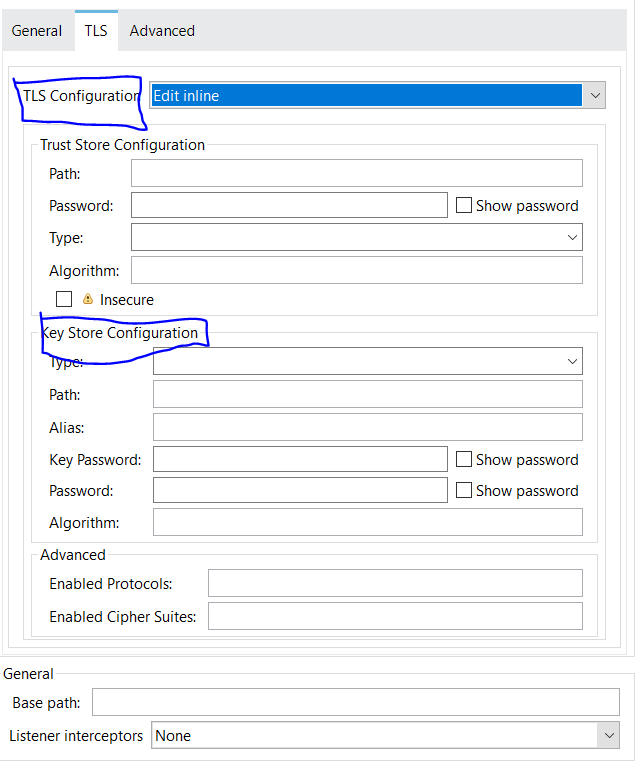 General TLS Advanced
TLS Configuration Edit inline
Trust Store Configuration
Path:
Password: Show password
Type:
Algorithm:
Insecure
Key Store Configuration
Type:
Path:
Alias:
Key Password: Show password
Password: Show password
Algorithm:
Advanced
Enabled Protocols:
Enabled Cipher Suites:
General
Base path:
Listener interceptors None